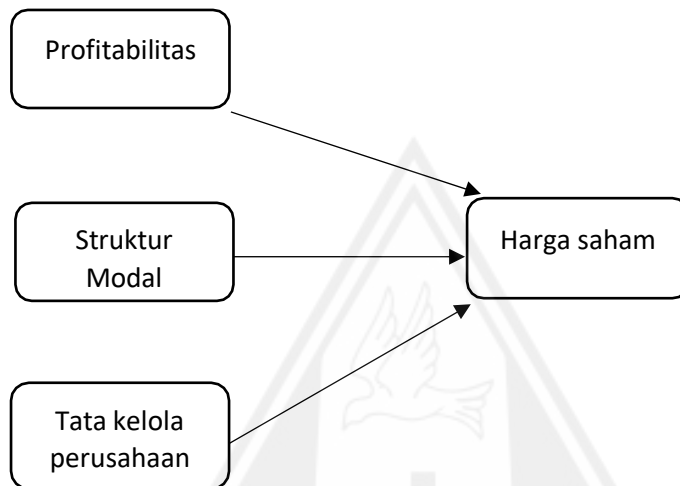 Profitabilitas
Struktur
Modal
Harga saham
Tata kelola
perusahaan